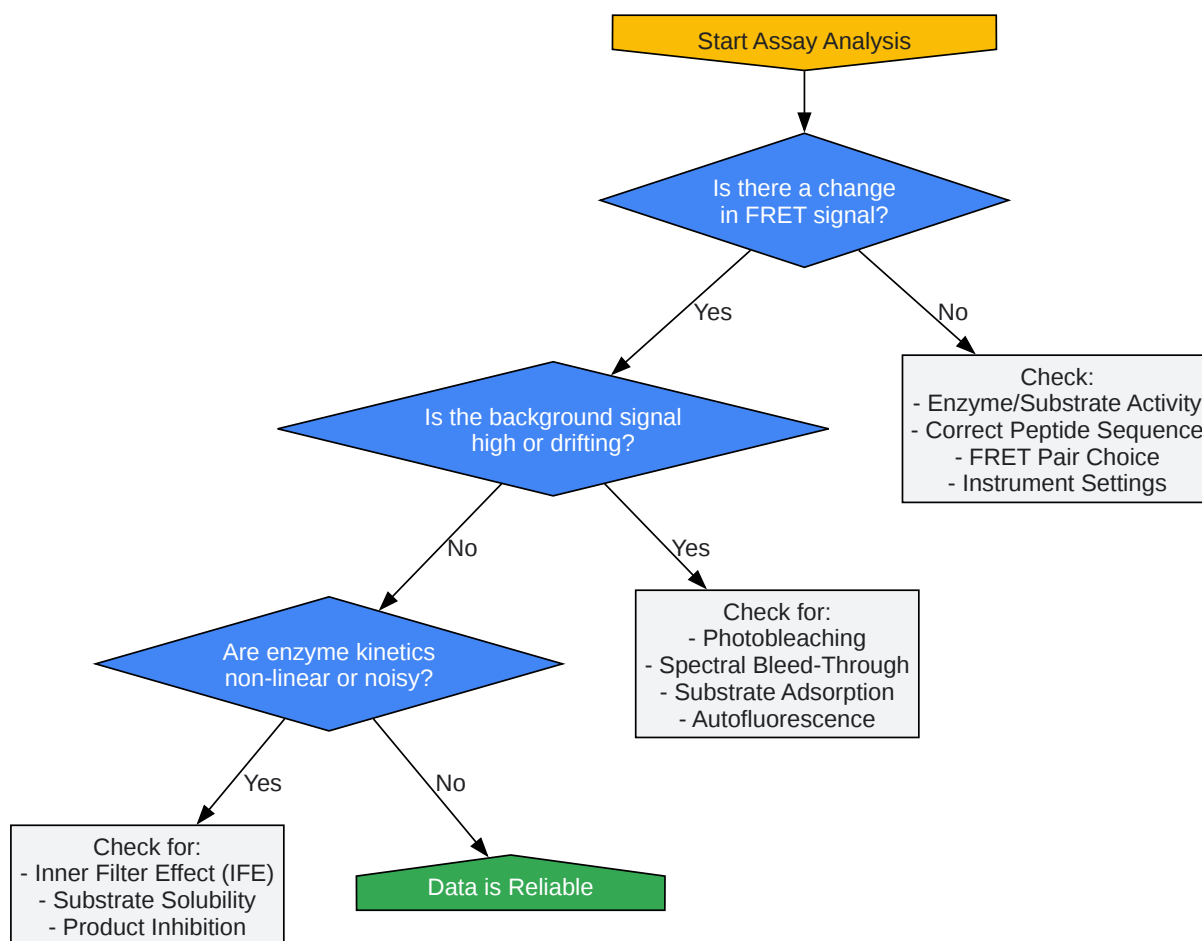 Start Assay Analysis
Is there a change
in FRET signal?
Yes
No
Check:
- Enzyme/Substrate Activity
- Correct Peptide Sequence
- FRET Pair Choice
- Instrument Settings
Is the background signal
high or drifting?
No
Yes
Check for:
- Photobleaching
- Spectral Bleed-Through
- Substrate Adsorption
- Autofluorescence
Are enzyme kinetics
non-linear or noisy?
Yes
No
Check for:
- Inner Filter Effect (IFE)
- Substrate Solubility
- Product Inhibition
Data is Reliable